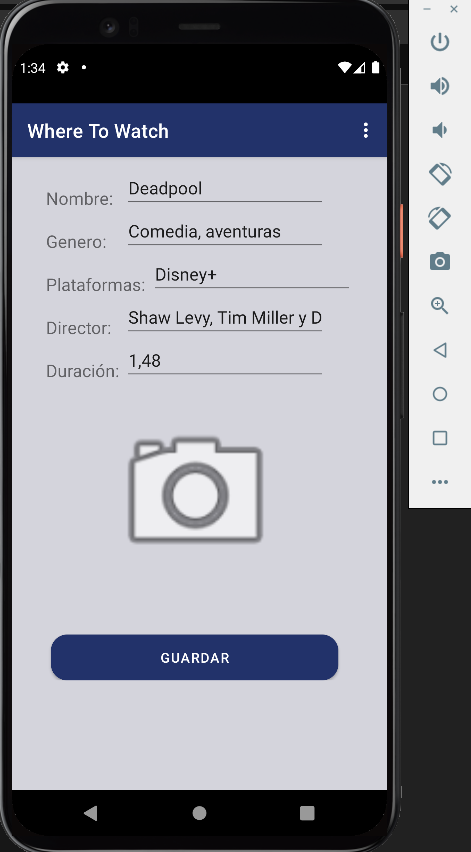 1:34
Where To Watch
Nombre: Deadpool
Genero: Comedia, aventuras
Plataformas: Disney+
Director: Shaw Levy, Tim Miller y D
Duración: 1,48
GUARDAR